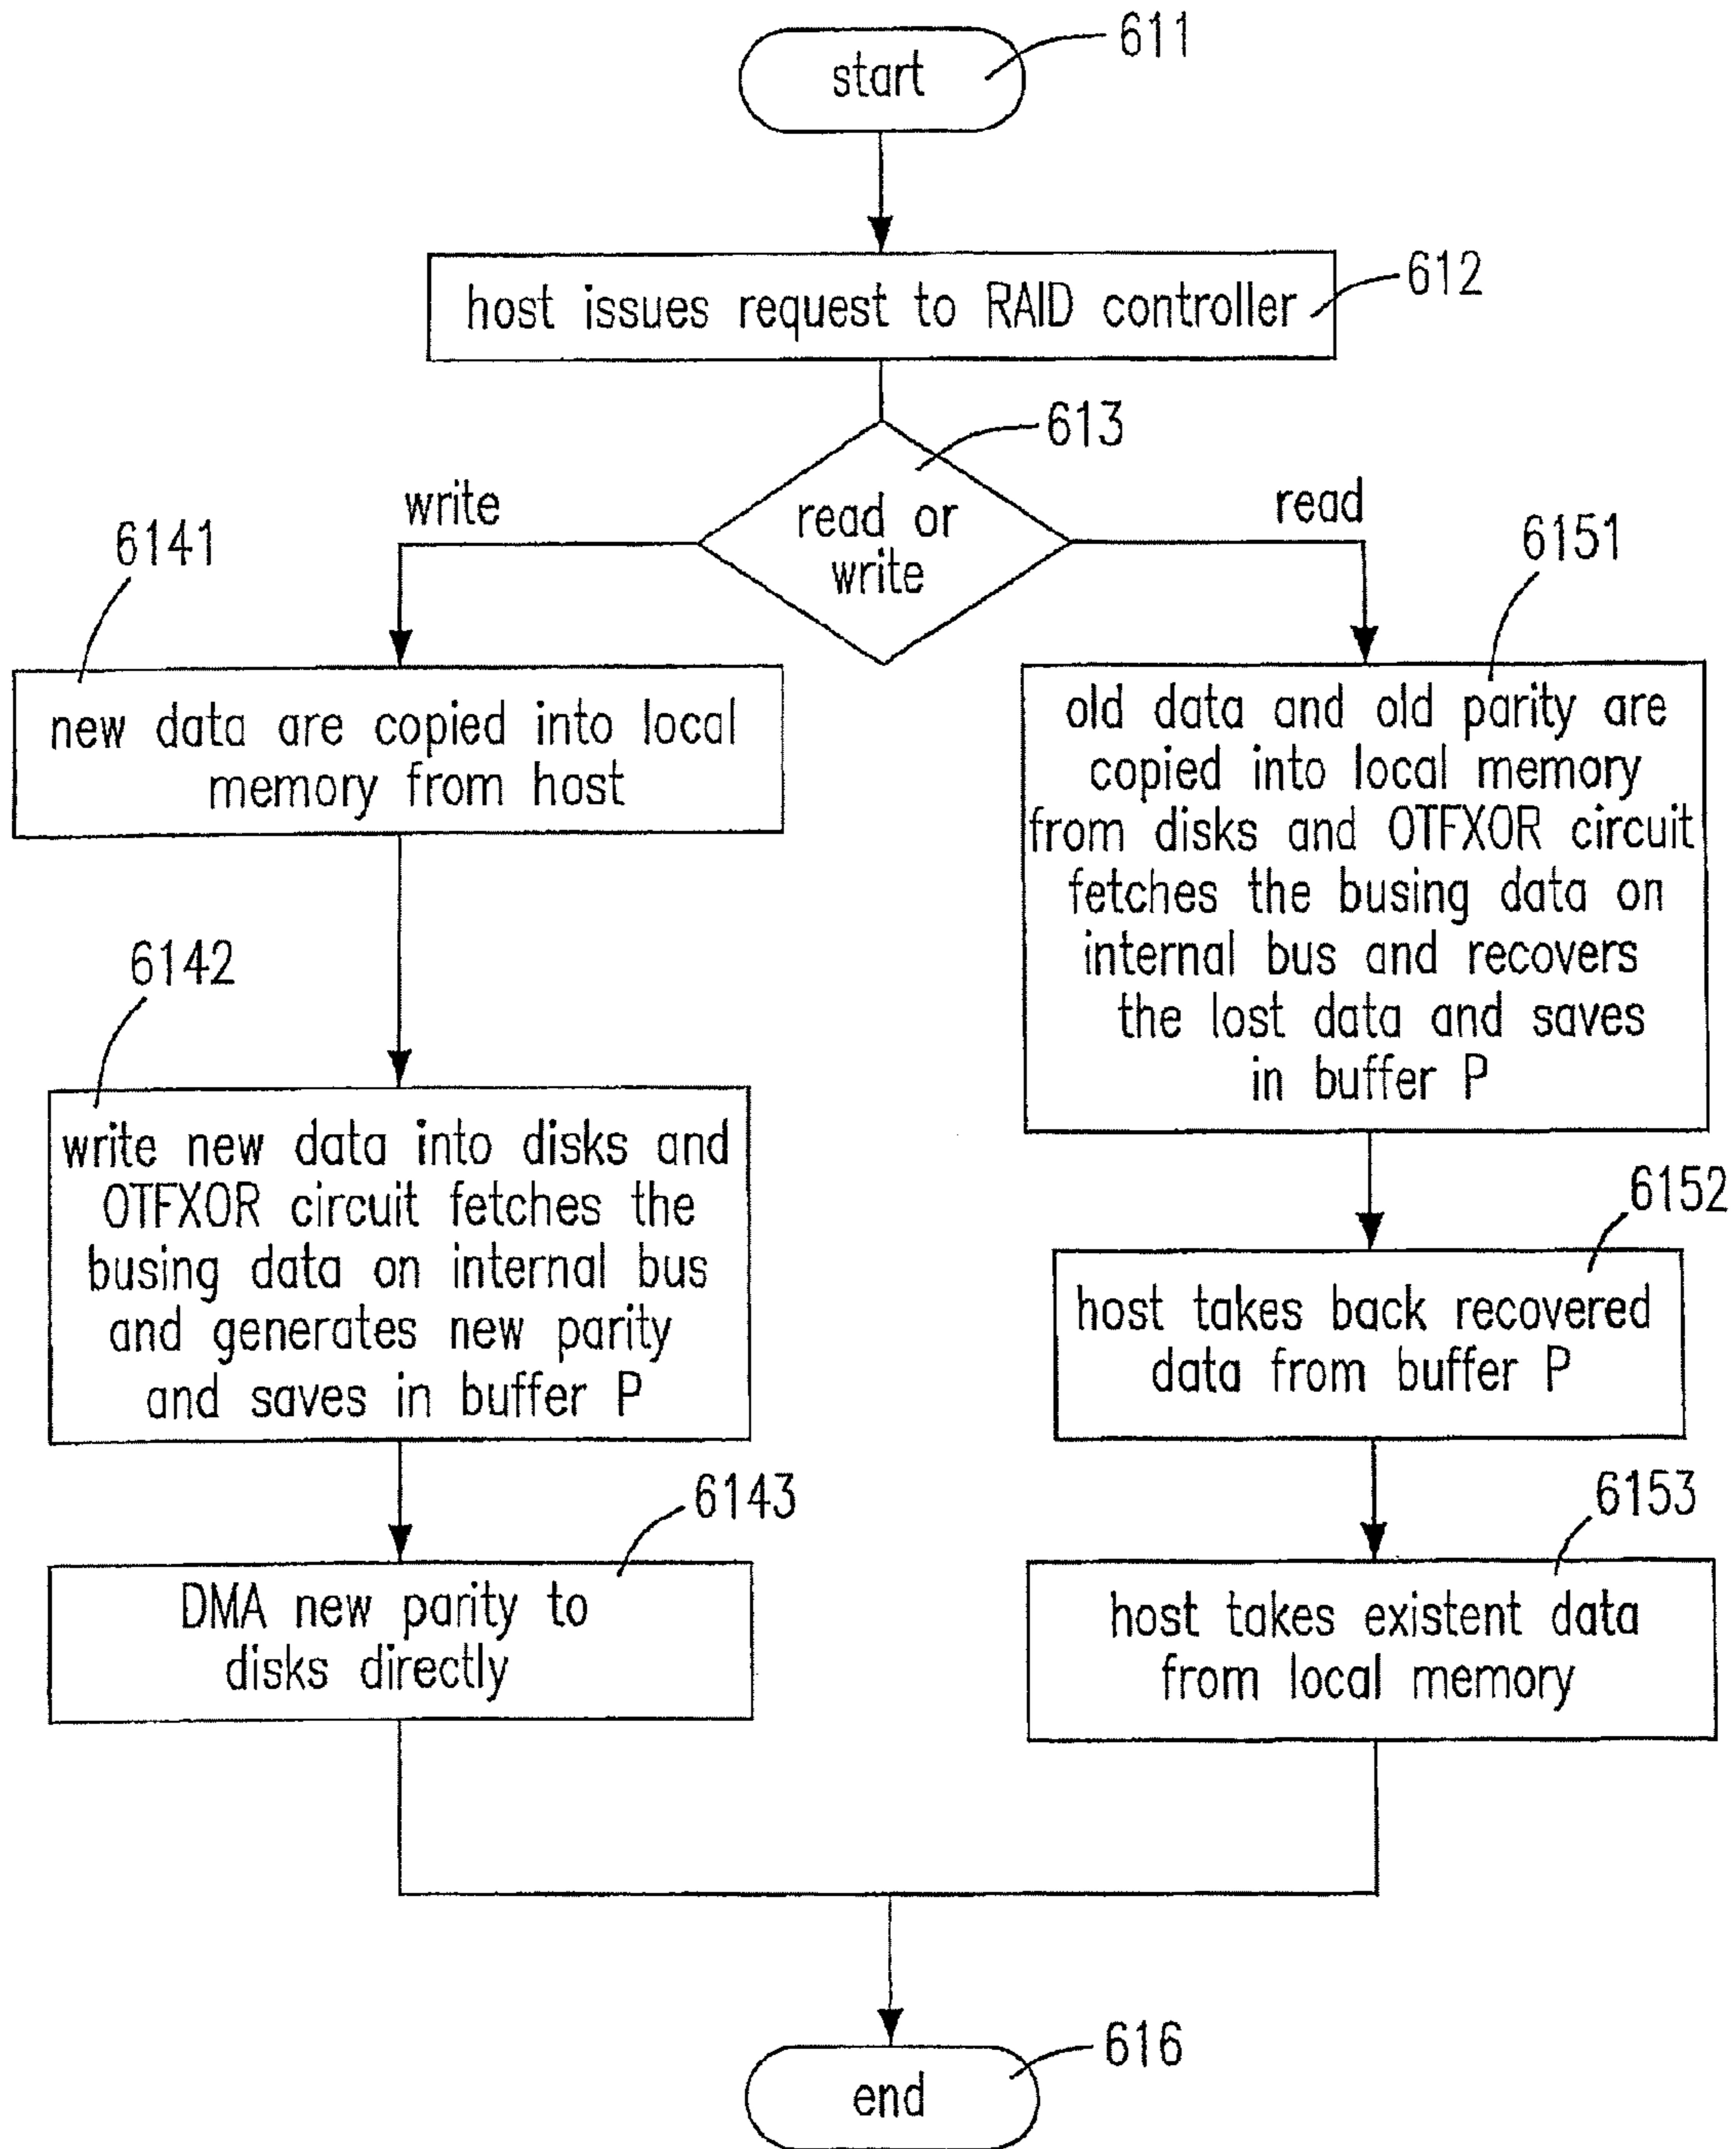 start
611
host issues request to RAID controller
612
613
read or
write
write
read
6141
new data are copied into local
memory from host
6142
write new data into disks and
OTFXOR circuit fetches the
busing data on internal bus
and generates new parity
and saves in buffer P
6143
DMA new parity to
disks directly
6151
old data and old parity are
copied into local memory
from disks and OTFXOR circuit
fetches the busing data on
internal bus and recovers
the lost data and saves
in buffer P
6152
host takes back recovered
data from buffer P
6153
host takes existent data
from local memory
616
end